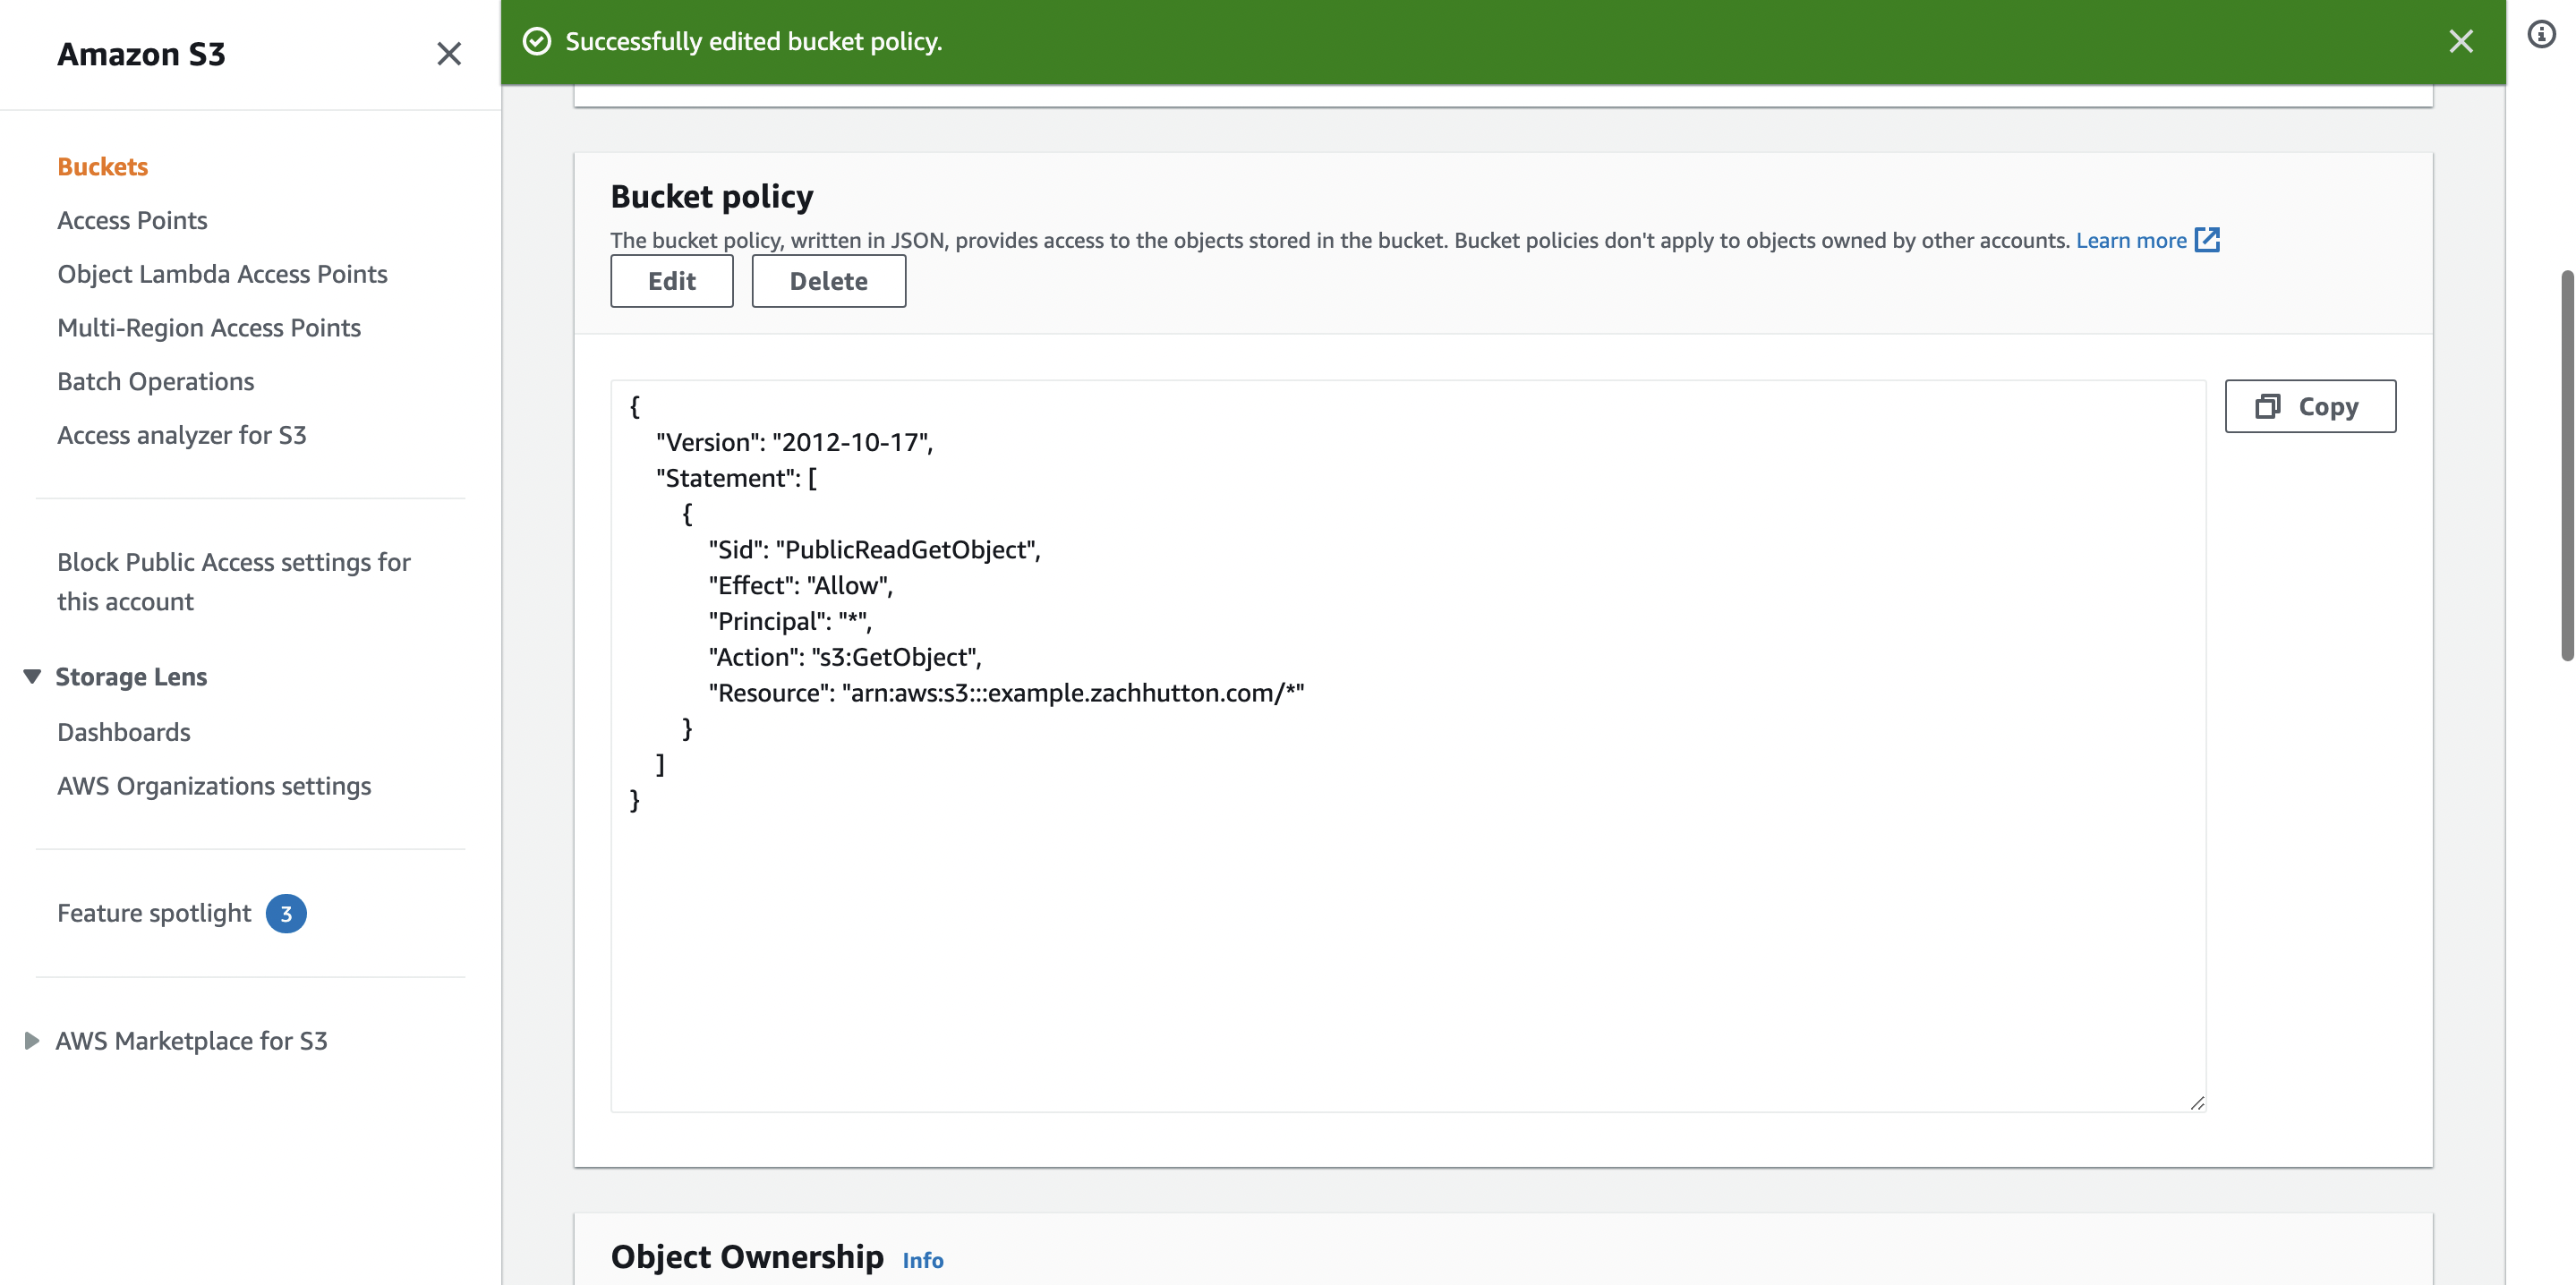 Amazon S3
Buckets
Access Points
Object Lambda Access Points
Multi-Region Access Points
Batch Operations
Access analyzer for S3
Block Public Access settings for
this account
Storage Lens
Dashboards
AWS Organizations settings
Feature spotlight 3
AWS Marketplace for S3
Successfully edited bucket policy.
Bucket policy
The bucket policy, written in JSON, provides access to the objects stored in the bucket. Bucket policies don't apply to objects owned by other accounts. Learn more
Edit Delete
Copy
{
"Version": "2012-10-17",
"Statement": [
{
"Sid": "PublicReadGetObject",
"Effect": "Allow",
"Principal": "*",
"Action": "s3:GetObject",
"Resource": "arn:aws:s3:::example.zachhutton.com/*"
}
]
}
Object Ownership Info